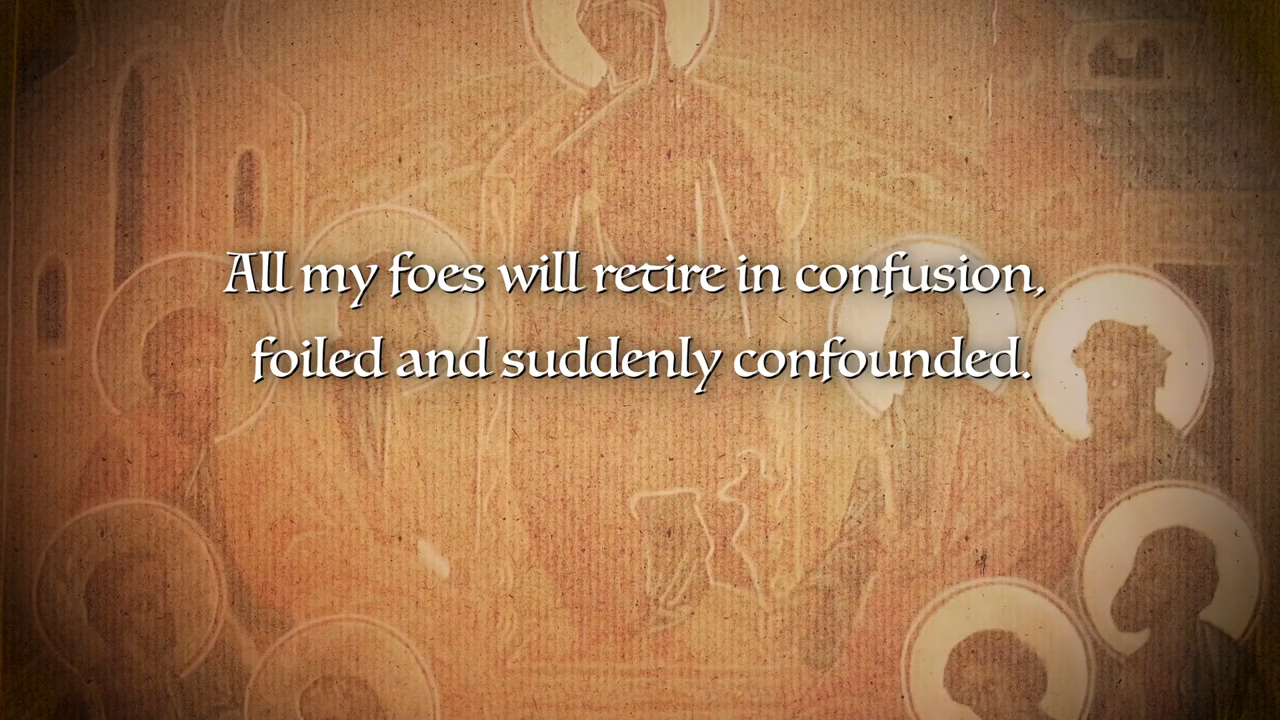 All my foes will retire in confusion,
foiled and suddenly confounded.